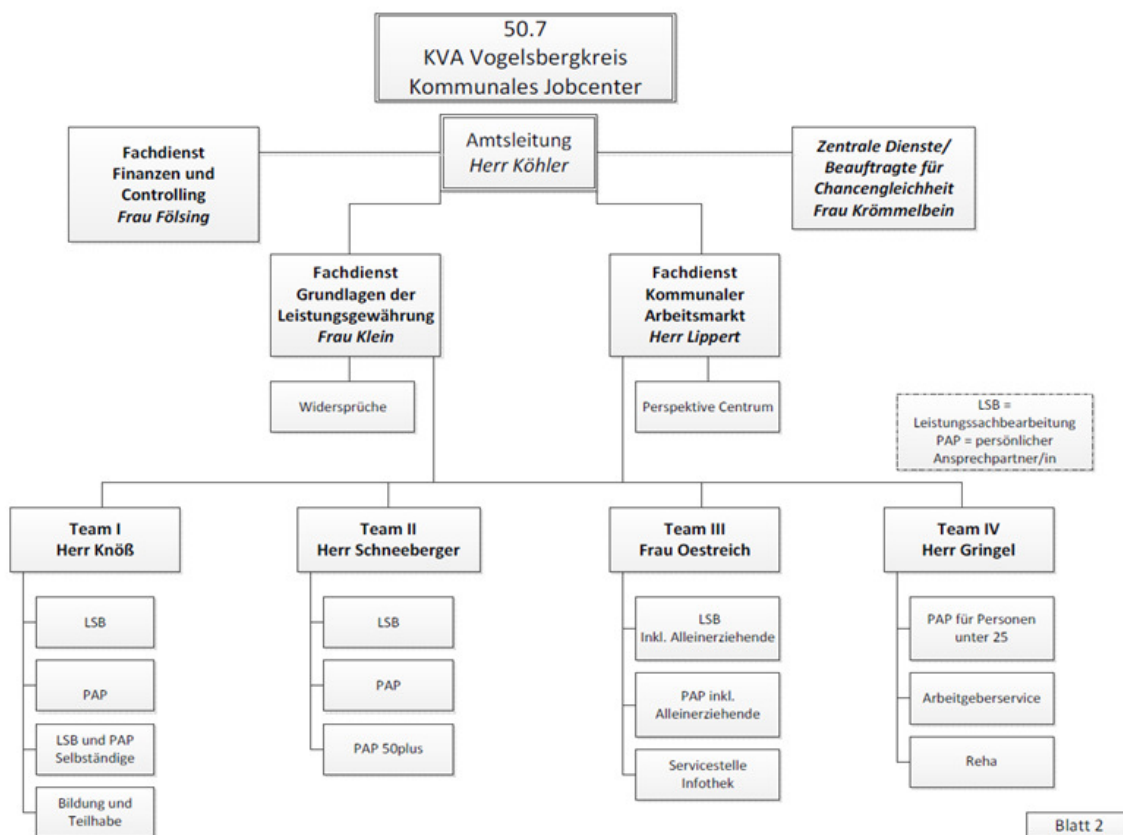 50.7
KVA Vogelsbergkreis
Kommunales Jobcenter
Amtsleitung
Herr Köhler
Fachdienst
Finanzen und
Controlling
Frau Fölsing
Zentrale Dienste/
Beauftragte für
Chancengleichheit
Frau Krömmelbein
Fachdienst
Grundlagen der
Leistungsgewährung
Frau Klein
Fachdienst
Kommunaler
Arbeitsmarkt
Herr Lippert
Widersprüche
Perspektive Centrum
LSB =
Leistungssachbearbeitung
PAP = persönlicher
Ansprechpartner/in
Team I
Herr Knöß
LSB
PAP
LSB und PAP
Selbständige
Bildung und
Teilhabe
Team II
Herr Schneeberger
LSB
PAP
PAP 50plus
Team III
Frau Oestreich
LSB
Inkl. Alleinerziehende
PAP inkl.
Alleinerziehende
Servicestelle
Infothek
Team IV
Herr Gringel
PAP für Personen
unter 25
Arbeitgeberservice
Reha
Blatt 2